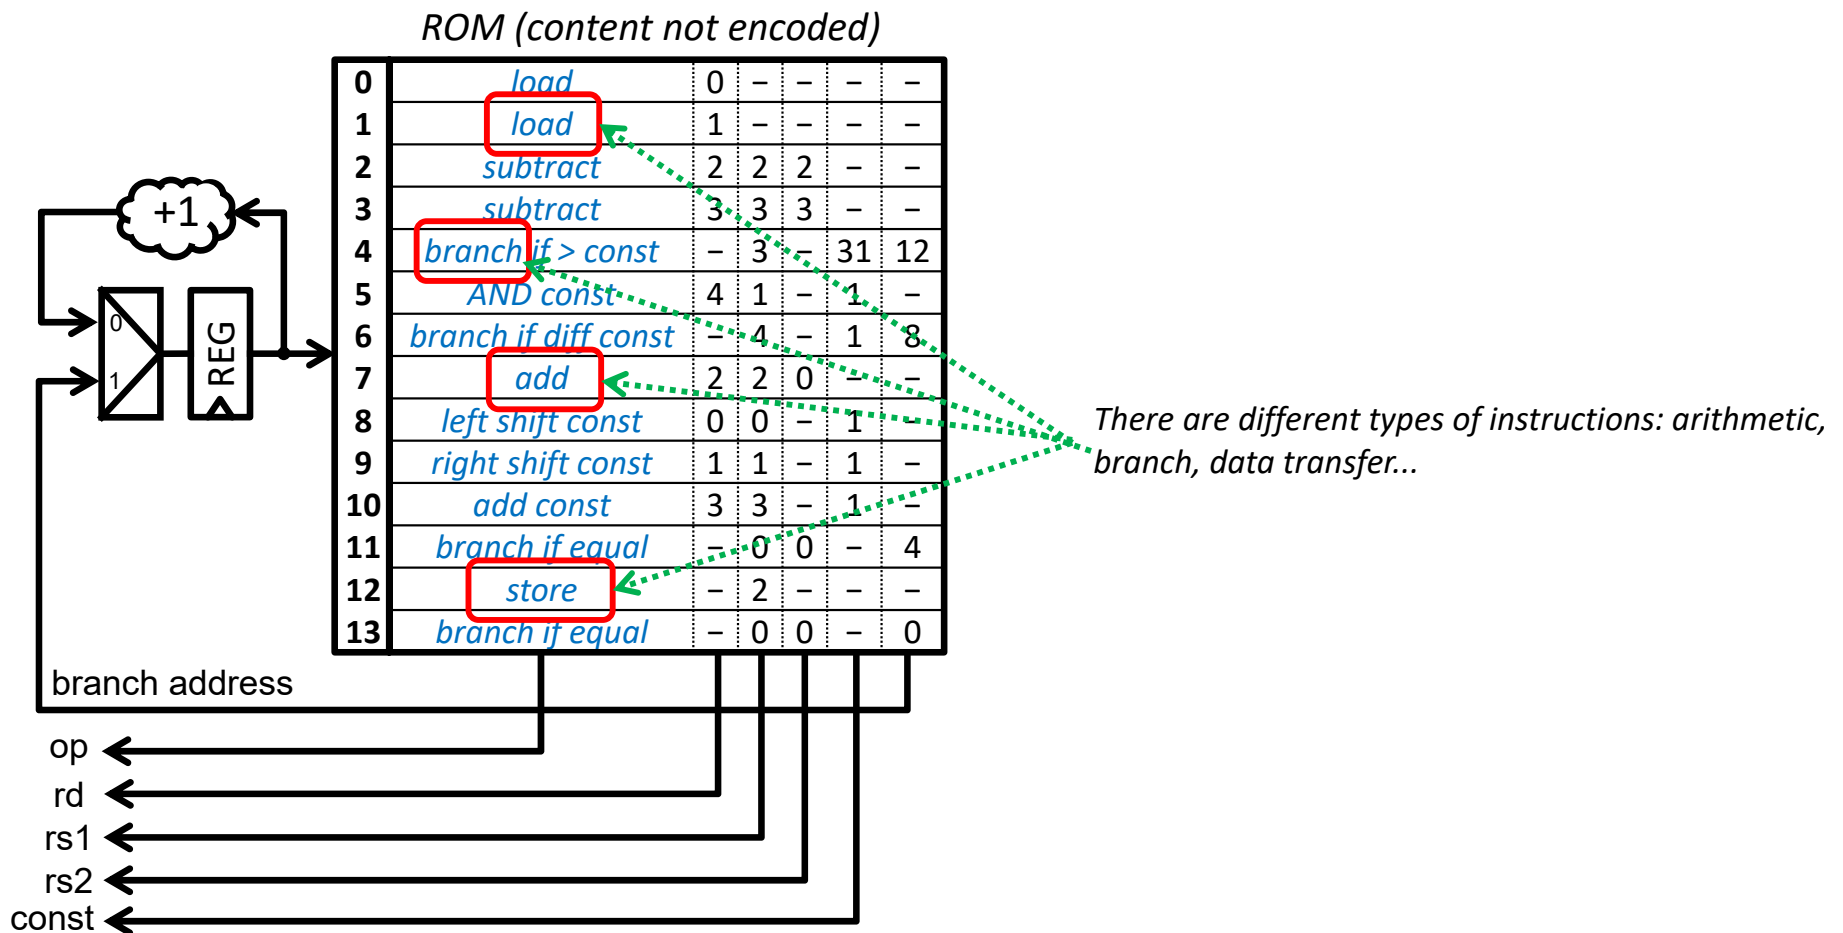 ROM (content not encoded)
0 load 0 – – – –
1 load 1 – – – –
2 subtract 2 2 2 – –
3 subtract 3 3 3 – –
4 branch if > const – 3 – 31 12
5 AND const 4 1 – 1 –
6 branch if diff const – 4 – 1 8
7 add 2 2 0 – –
8 left shift const 0 0 – 1 –
9 right shift const 1 1 – 1 –
10 add const 3 3 – 1 –
11 branch if equal – 0 0 – 4
12 store – 2 – – –
13 branch if equal – 0 0 – 0
+1
0
1
REG
There are different types of instructions: arithmetic,
branch, data transfer...
branch address
op
rd
rs1
rs2
const